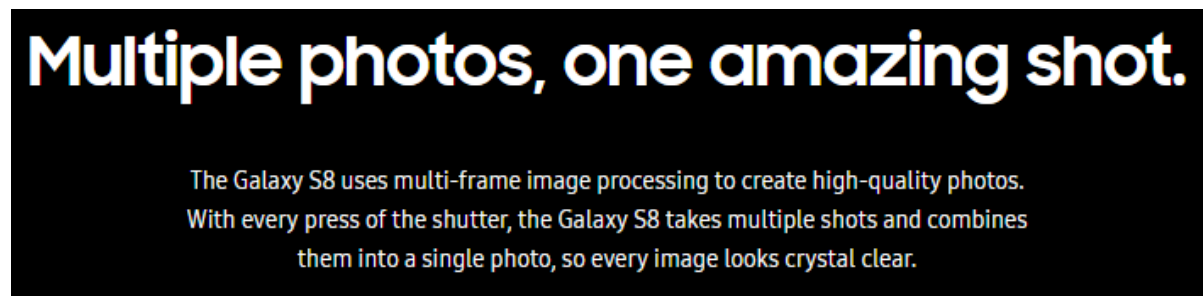 Multiple photos, one amazing shot.
The Galaxy S8 uses multi-frame image processing to create high-quality photos.
With every press of the shutter, the Galaxy S8 takes multiple shots and combines
them into a single photo, so every image looks crystal clear.